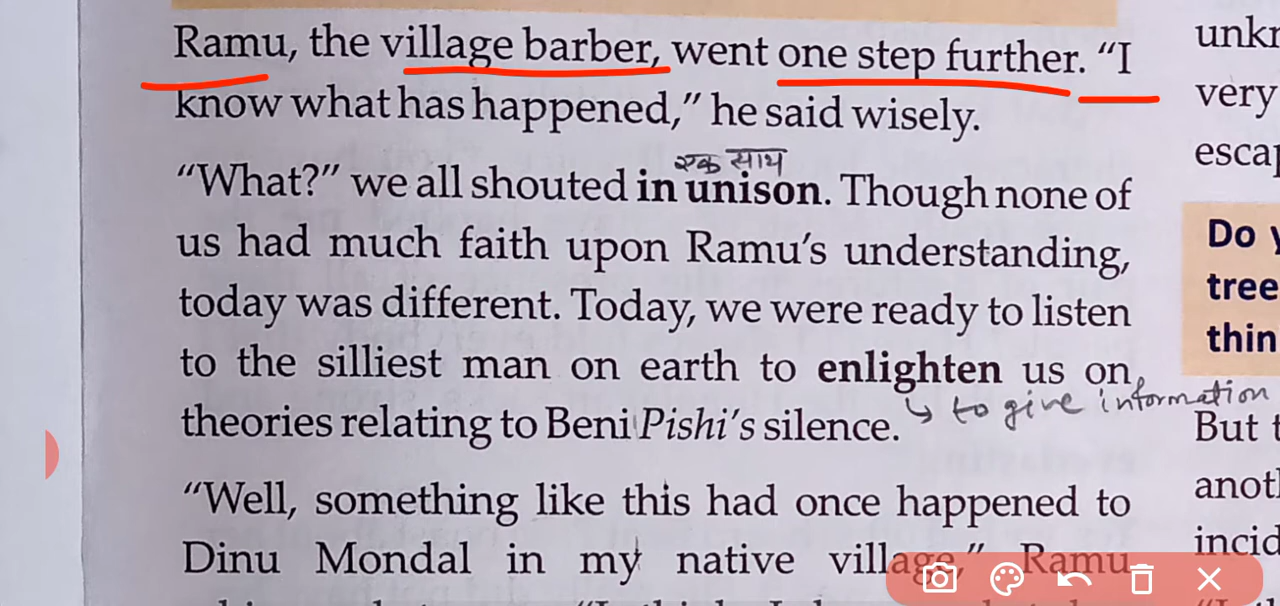 Ramu, the village barber, went one step further. "I
know what has happened," he said wisely.
एक साथ
"What?" we all shouted in unison. Though none of
us had much faith upon Ramu's understanding,
today was different. Today, we were ready to listen
to the silliest man on earth to enlighten us on
↳ to give information
theories relating to Beni Pishi's silence.
"Well, something like this had once happened to
Dinu Mondal in my native village," Ramu
very
Do
tree
thin
But